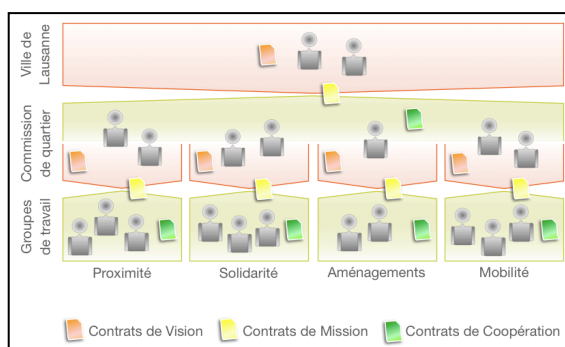 Ville de
Lausanne
Commission
de quartier
Groupes
de travail
Proximité
Solidarité
Aménagements
Mobilité
Contrats de Vision
Contrats de Mission
Contrats de Coopération